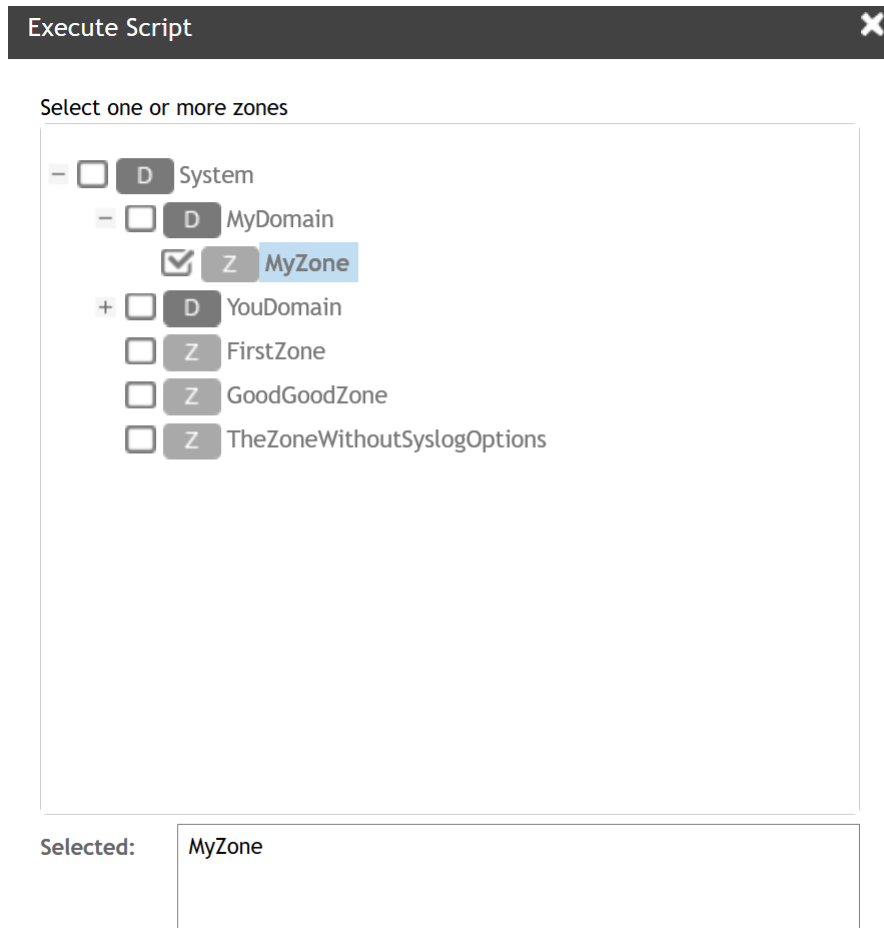 Execute Script
Select one or more zones
D System
D MyDomain
Z MyZone
D YouDomain
Z FirstZone
Z GoodGoodZone
Z TheZoneWithoutSyslogOptions
Selected: MyZone